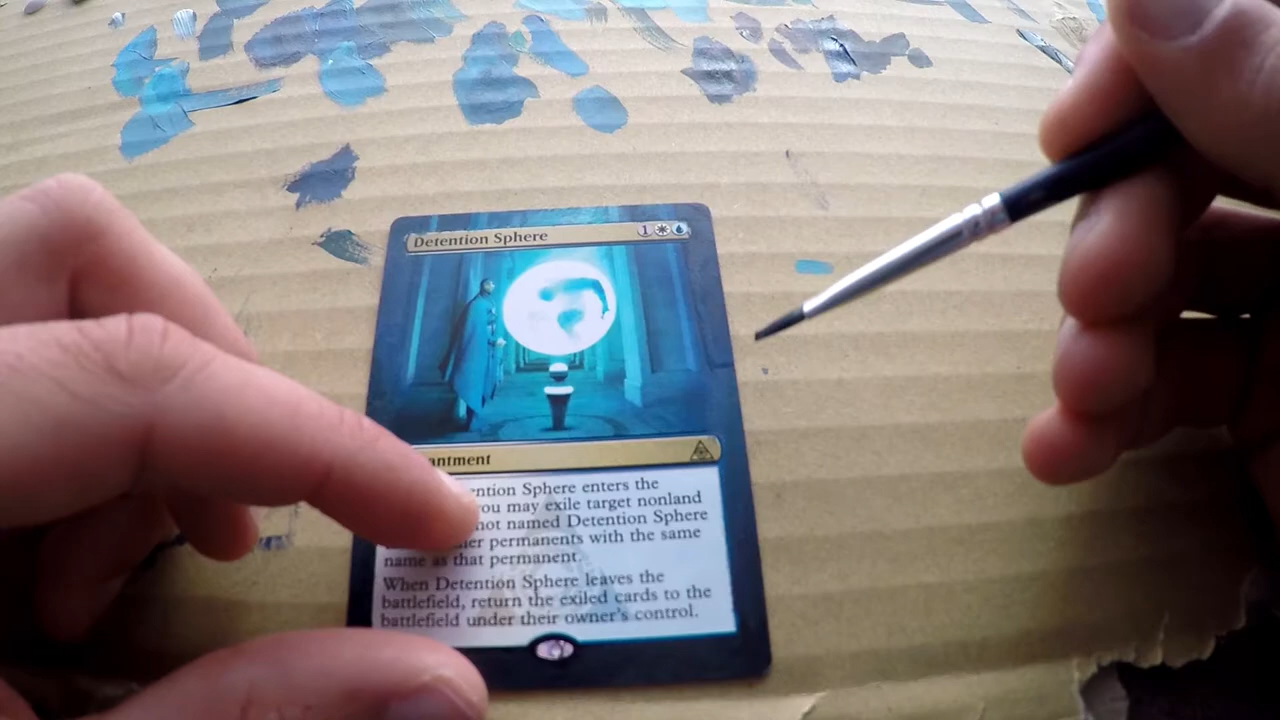 Detention Sphere 1
antment
ention Sphere enters the
you may exile target nonland
not named Detention Sphere
er permanents with the same
name as that permanent.
When Detention Sphere leaves the
battlefield, return the exiled cards to the
battlefield under their owner's control.